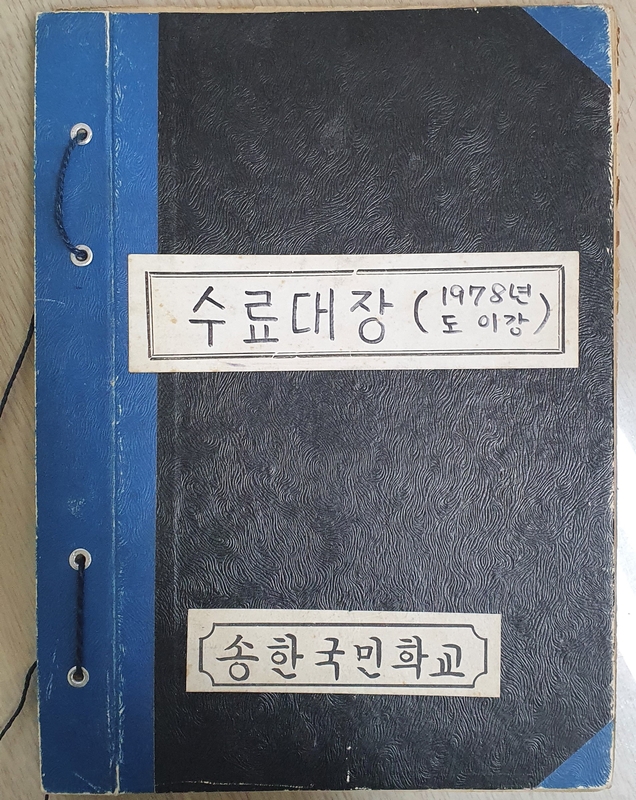 수료대장 (1978년
도 이강)
송한국민학교